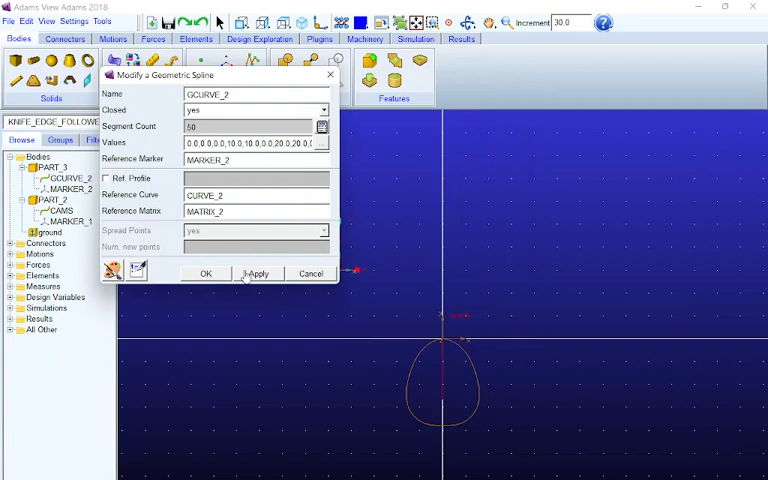 Adams View Adams 2018
File Edit View Settings Tools
Increment 30.0
Bodies Connectors Motions Forces Elements Design Exploration Plugins Machinery Simulation Results
Modify a Geometric Spline
Name GCURVE_2
Closed yes
Segment Count 50
Values 0.0,0.0,0.0,10.0,10.0,0.0,20.0,20.0,(
...
Reference Marker MARKER_2
Ref. Profile
Reference Curve CURVE_2
Reference Matrix MATRIX_2
Spread Points yes
Num. new points
OK Apply Cancel
Solids
Features
KNIFE_EDGE_FOLLOWE
Browse Groups Filt
Bodies
PART_3
GCURVE_2
MARKER_2
PART_2
CAMS
MARKER_1
ground
Connectors
Motions
Forces
Elements
Measures
Design Variables
Simulations
Results
All Other